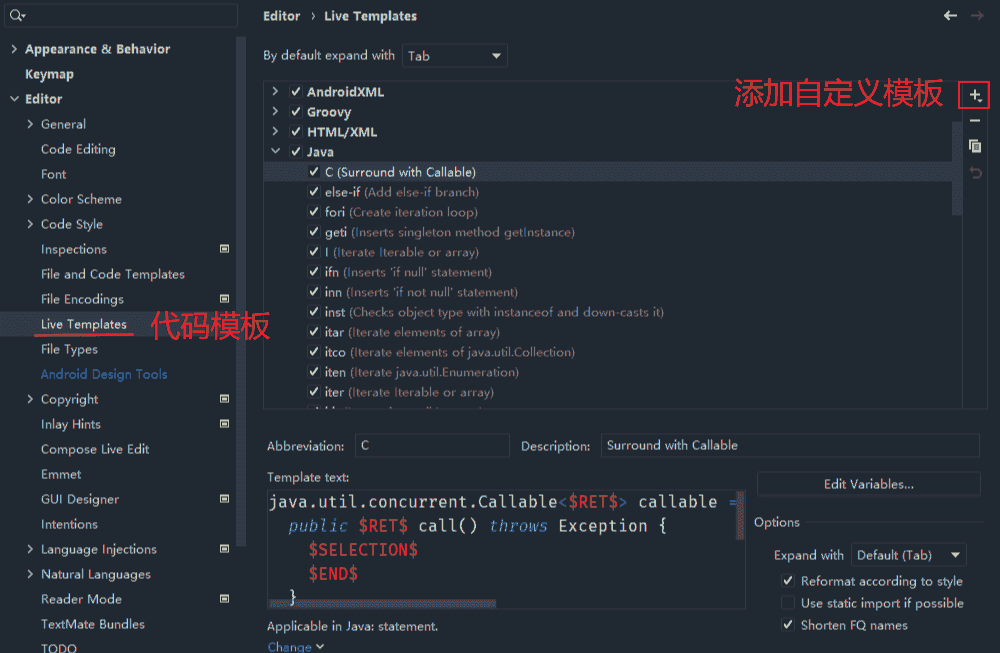 Editor › Live Templates
Appearance & Behavior
Keymap
Editor
General
Code Editing
Font
Color Scheme
Code Style
Inspections
File and Code Templates
File Encodings
Live Templates
代码模板
File Types
Android Design Tools
Copyright
Inlay Hints
Compose Live Edit
Emmet
GUI Designer
Intentions
Language Injections
Natural Languages
Reader Mode
TextMate Bundles
TODO
By default expand with Tab
添加自定义模板
AndroidXML
Groovy
HTML/XML
Java
C (Surround with Callable)
else-if (Add else-if branch)
fori (Create iteration loop)
geti (Inserts singleton method getInstance)
I (Iterate Iterable or array)
ifn (Inserts 'if null' statement)
inn (Inserts 'if not null' statement)
inst (Checks object type with instanceof and down-casts it)
itar (Iterate elements of array)
itco (Iterate elements of java.util.Collection)
iten (Iterate java.util.Enumeration)
iter (Iterate Iterable or array)
Abbreviation: C Description: Surround with Callable
Template text:
java.util.concurrent.Callable<$RET$> callable =
public $RET$ call() throws Exception {
$SELECTION$
$END$
}
Applicable in Java: statement.
Change
Edit Variables...
Options
Expand with Default (Tab)
Reformat according to style
Use static import if possible
Shorten FQ names